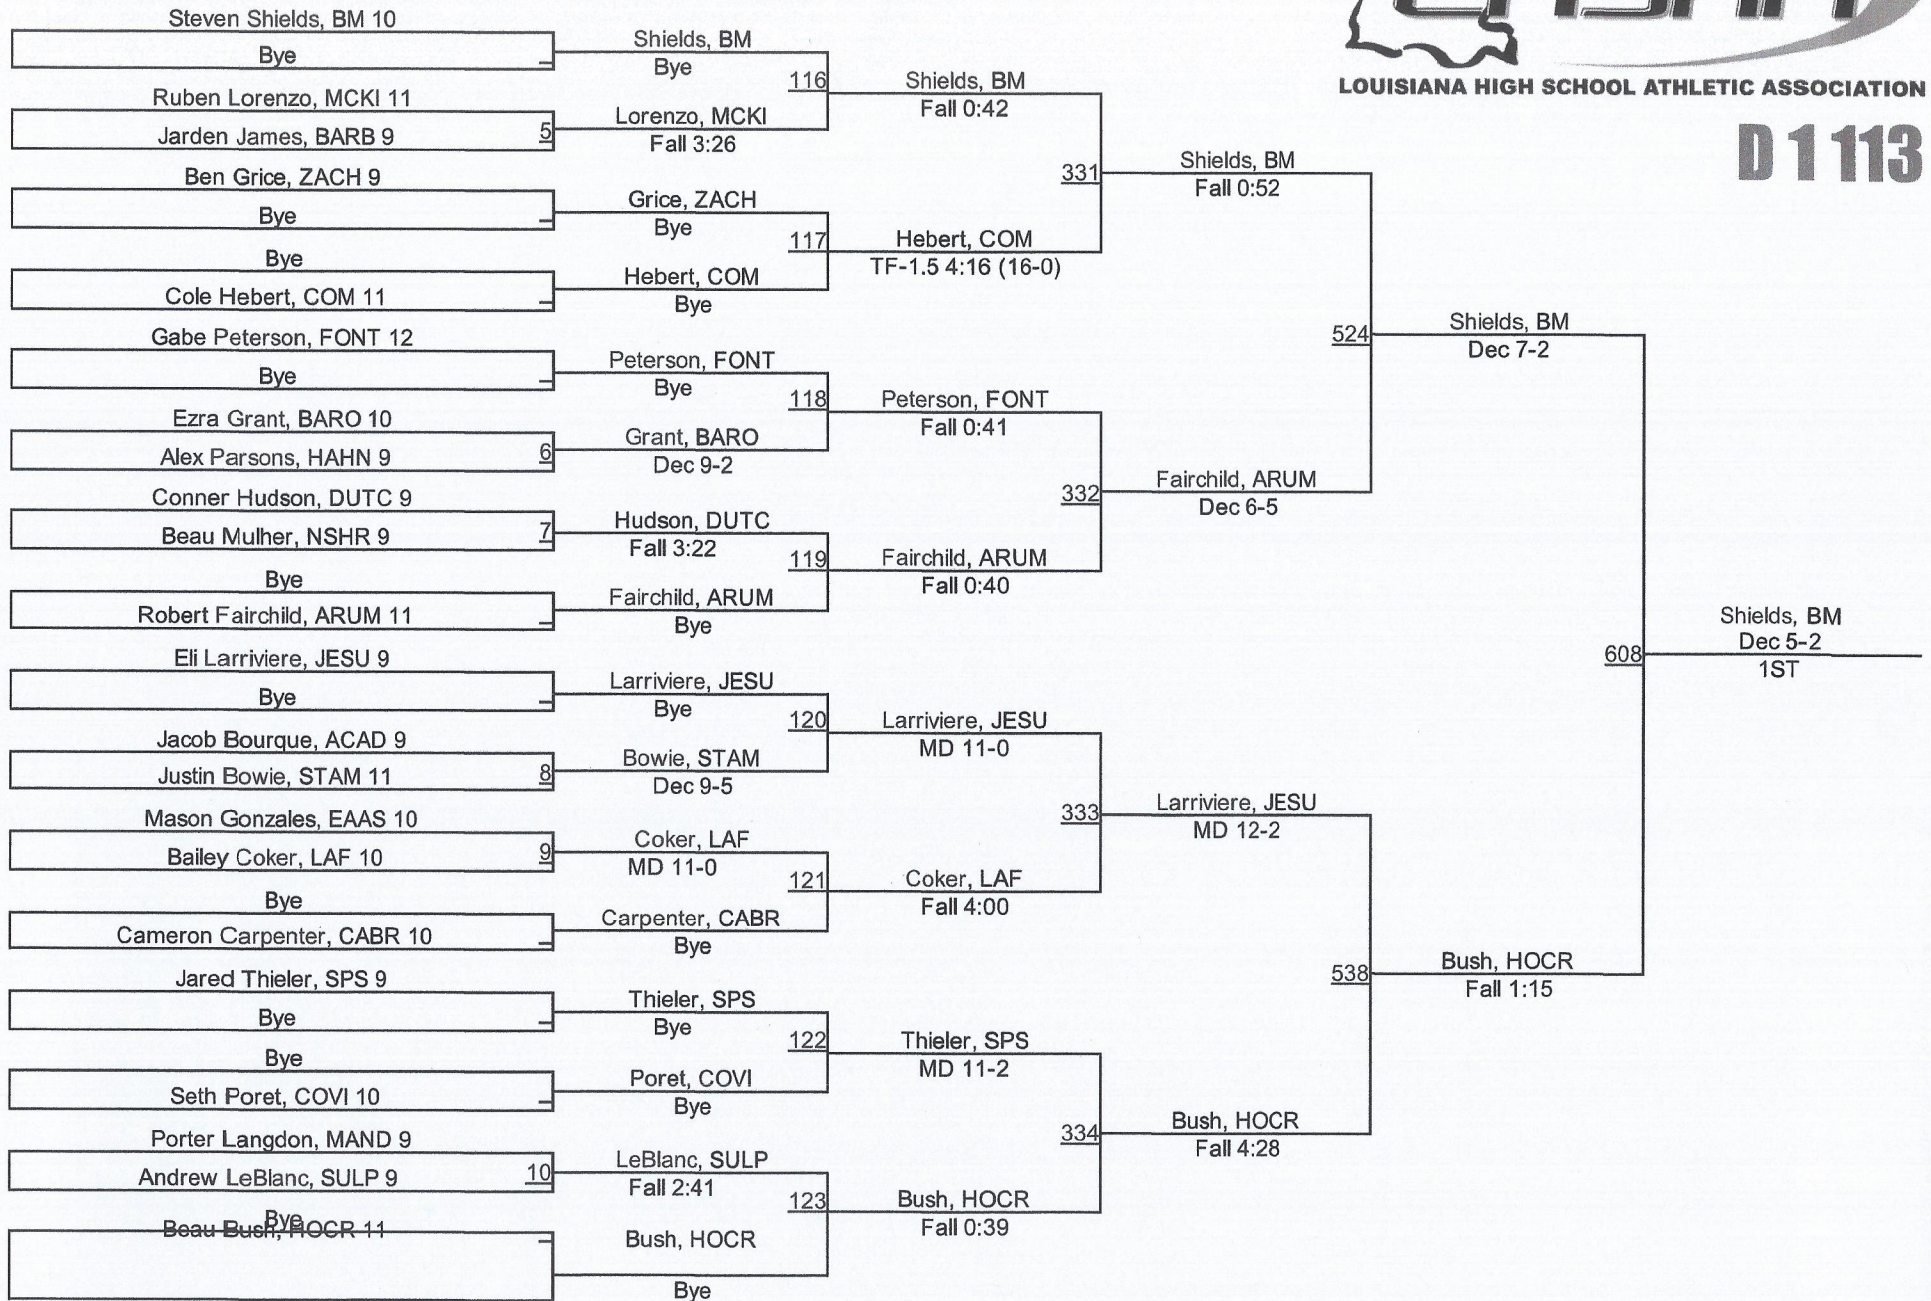 LOUISIANA HIGH SCHOOL ATHLETIC ASSOCIATION
D 1 113
Steven Shields, BM 10
Bye
Ruben Lorenzo, MCKI 11
Jarden James, BARB 9
5
Ben Grice, ZACH 9
Bye
Bye
Cole Hebert, COM 11
Gabe Peterson, FONT 12
Bye
Ezra Grant, BARO 10
Alex Parsons, HAHN 9
6
Conner Hudson, DUTC 9
Beau Mulher, NSHR 9
7
Bye
Robert Fairchild, ARUM 11
Eli Larriviere, JESU 9
Bye
Jacob Bourque, ACAD 9
Justin Bowie, STAM 11
8
Mason Gonzales, EAAS 10
Bailey Coker, LAF 10
9
Bye
Cameron Carpenter, CABR 10
Jared Thieler, SPS 9
Bye
Bye
Seth Poret, COVI 10
Porter Langdon, MAND 9
Andrew LeBlanc, SULP 9
10
Bye
Beau Bush, HOCR 11
Shields, BM
Bye
116
Lorenzo, MCKI
Fall 3:26
Grice, ZACH
Bye
117
Hebert, COM
Bye
Peterson, FONT
Bye
118
Grant, BARO
Dec 9-2
Hudson, DUTC
Fall 3:22
119
Fairchild, ARUM
Bye
Larriviere, JESU
Bye
120
Bowie, STAM
Dec 9-5
Coker, LAF
MD 11-0
121
Carpenter, CABR
Bye
Thieler, SPS
Bye
122
Poret, COVI
Bye
LeBlanc, SULP
Fall 2:41
123
Bush, HOCR
Bye
Shields, BM
Fall 0:42
331
Hebert, COM
TF-1.5 4:16 (16-0)
Peterson, FONT
Fall 0:41
332
Fairchild, ARUM
Fall 0:40
Larriviere, JESU
MD 11-0
333
Coker, LAF
Fall 4:00
Thieler, SPS
MD 11-2
334
Bush, HOCR
Fall 0:39
Shields, BM
Fall 0:52
524
Fairchild, ARUM
Dec 6-5
Larriviere, JESU
MD 12-2
538
Bush, HOCR
Fall 4:28
Shields, BM
Dec 7-2
608
Bush, HOCR
Fall 1:15
Shields, BM
Dec 5-2
1ST